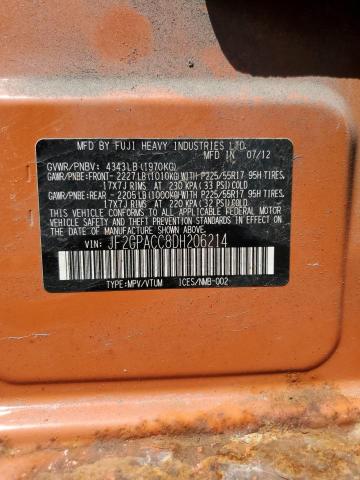 MFD BY FUJI HEAVY INDUSTRIES LTD.
DATE 07/12
GVWR/PNBV: 4343LB(1970KG)
GAWR/PNBE:FRONT- 2227LB(1010KG)WITH P225/55R17 95H TIRES.
17X7J RIMS AT 230 KPA(33 PSI)COLD
GAWR/PNBE:REAR -2205LB(1000KG)WITH P225/55R17 95H TIRES.
17X7J RIMS AT 220 KPA(32 PSI)COLD
THIS VEHICLE CONFORMS TO ALL APPLICABLE FEDERAL MOTOR
VEHICLE SAFETY AND THEFT PREVENTION STANDARDS IN EFFECT
ON THE DATE OF MANUFACTURE SHOWN ABOVE.
VIN: JF2GPACC8DH206214
TYPE:MPV/VTUM ICES/NMB-002